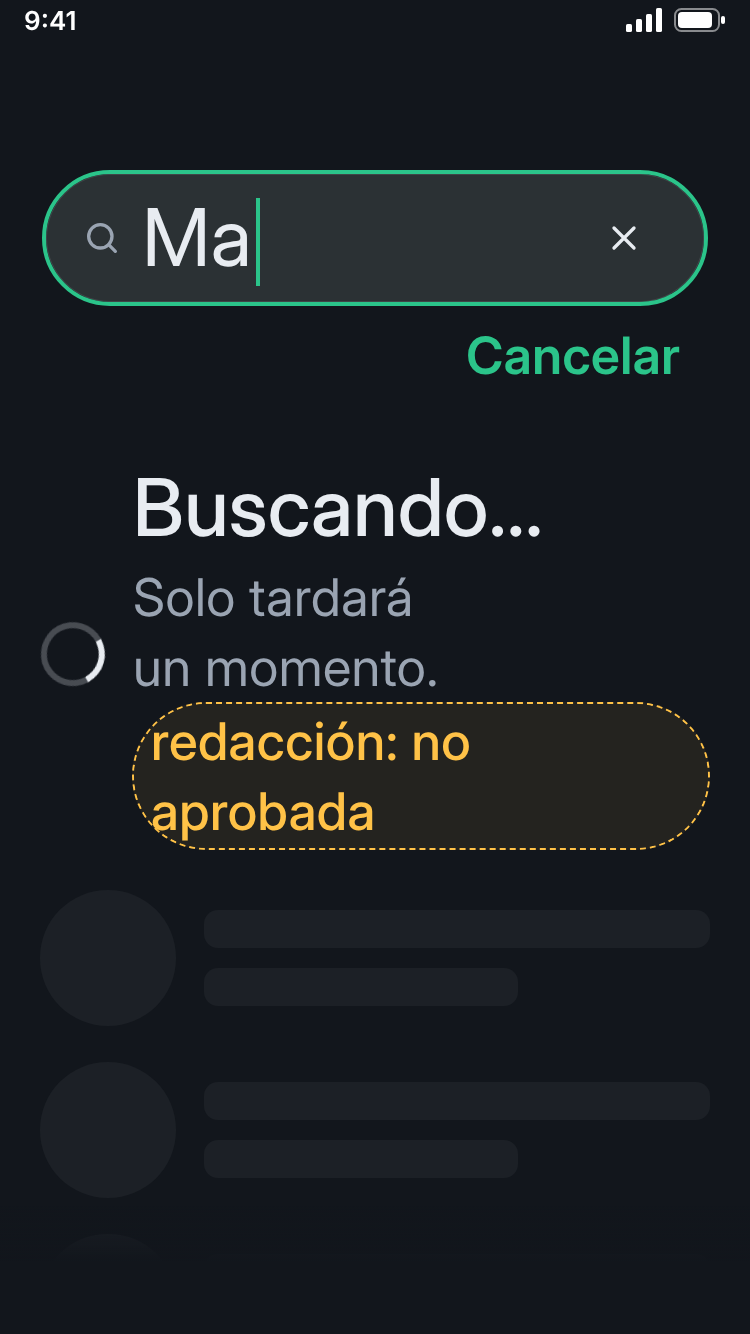 9:41
Ma
Cancelar
Buscando...
Solo tardará
un momento.
redacción: no
aprobada